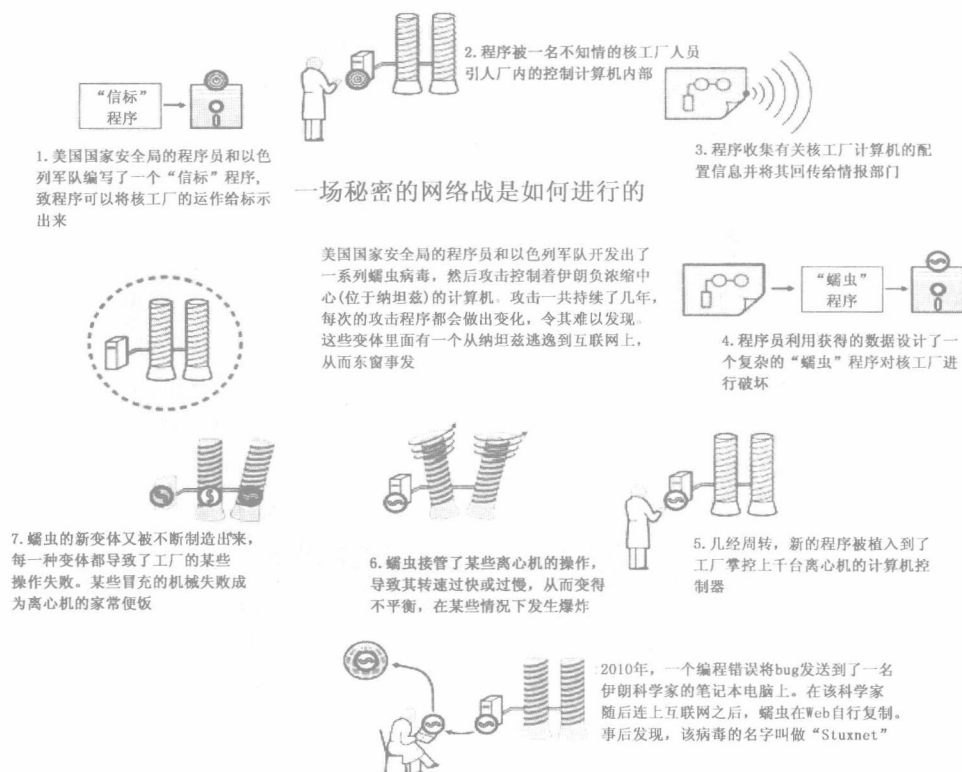 “信标”
程序
1.美国国家安全局的程序员和以色
列军队编写了一个“信标”程序,
致程序可以将核工厂的运作给标示
出来
2.程序被一名不知情的核工厂人员
引人厂内的控制计算机内部
3.程序收集有关核工厂计算机的配
置信息并将其回传给情报部门
一场秘密的网络战是如何进行的
美国国家安全局的程序员和以色列军队开发出了
一系列蠕虫病毒，然后攻击控制着伊朗负浓缩中
心(位于纳坦兹)的计算机。攻击一共持续了几年，
每次的攻击程序都会做出变化，令其难以发现。
这些变体里面有一个从纳坦兹逃逸到互联网上，
从而东窗事发
“蠕虫”
程序
4.程序员利用获得的数据设计了一
个复杂的“蠕虫”程序对核工厂进
行破坏
5.几经周转，新的程序被植入到了
工厂掌控上千台离心机的计算机控
制器
6.蠕虫接管了某些离心机的操作，
导致其转速过快或过慢，从而变得
不平衡，在某些情况下发生爆炸
7.蠕虫的新变体又被不断制造出来，
每一种变体都导致了工厂的某些
操作失败。某些冒充的机械失败成
为离心机的家常便饭
2010年，一个编程错误将bug发送到了一名
伊朗科学家的笔记本电脑上。在该科学家
随后连上互联网之后，蠕虫在Web自行复制。
事后发现，该病毒的名字叫做“Stuxnet”